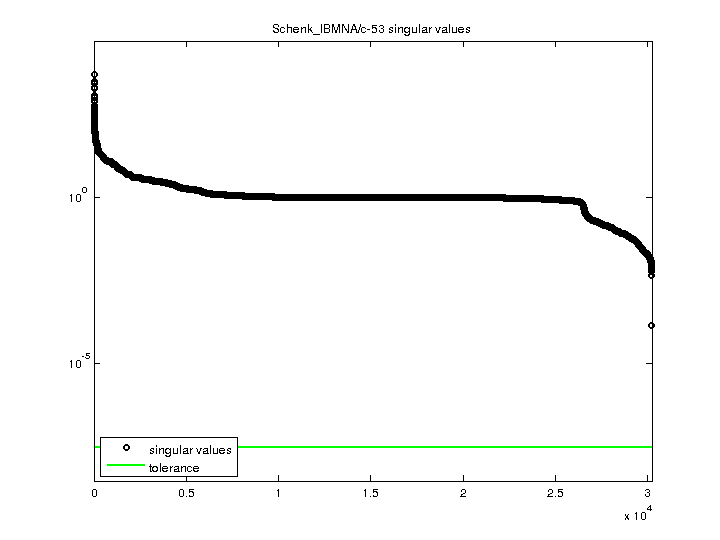 Schenk_IBMNA/c-53 singular values
10^0
10^-5
singular values
tolerance
0 0.5 1 1.5 2 2.5 3
x 10^4